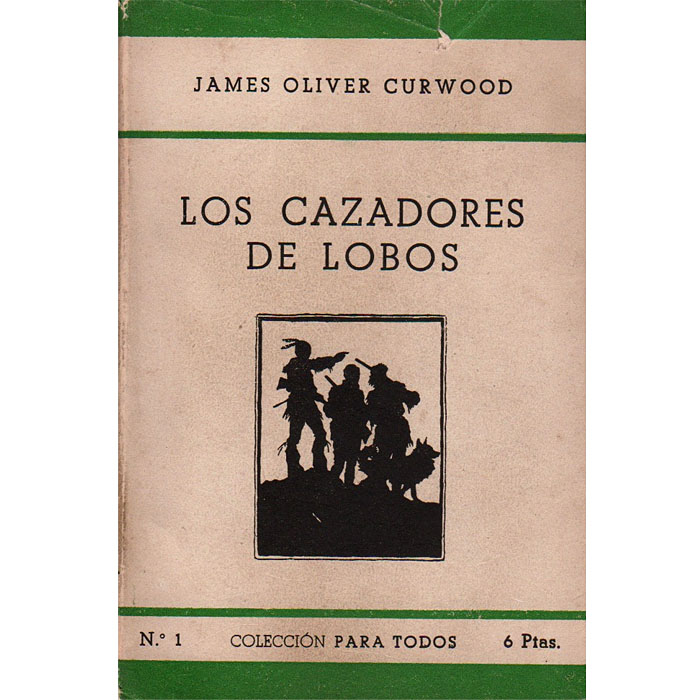 JAMES OLIVER CURWOOD
LOS CAZADORES
DE LOBOS
N.º 1 COLECCIÓN PARA TODOS 6 Ptas.